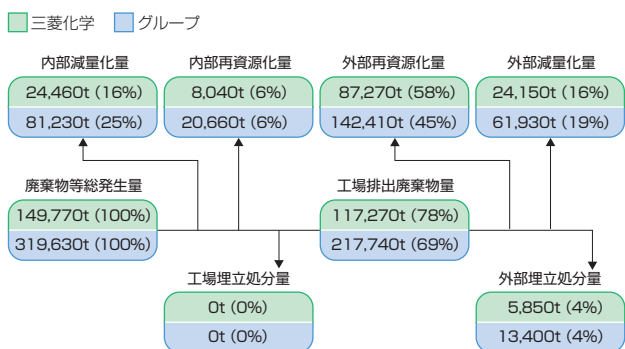 三菱化学 グループ
内部減量化量 内部再資源化量 外部再資源化量 外部減量化量
24,460t (16%) 8,040t (6%) 87,270t (58%) 24,150t (16%)
81,230t (25%) 20,660t (6%) 142,410t (45%) 61,930t (19%)
廃棄物等総発生量 工場排出廃棄物量
149,770t (100%) 117,270t (78%)
319,630t (100%) 217,740t (69%)
工場埋立処分量 外部埋立処分量
0t (0%) 5,850t (4%)
0t (0%) 13,400t (4%)